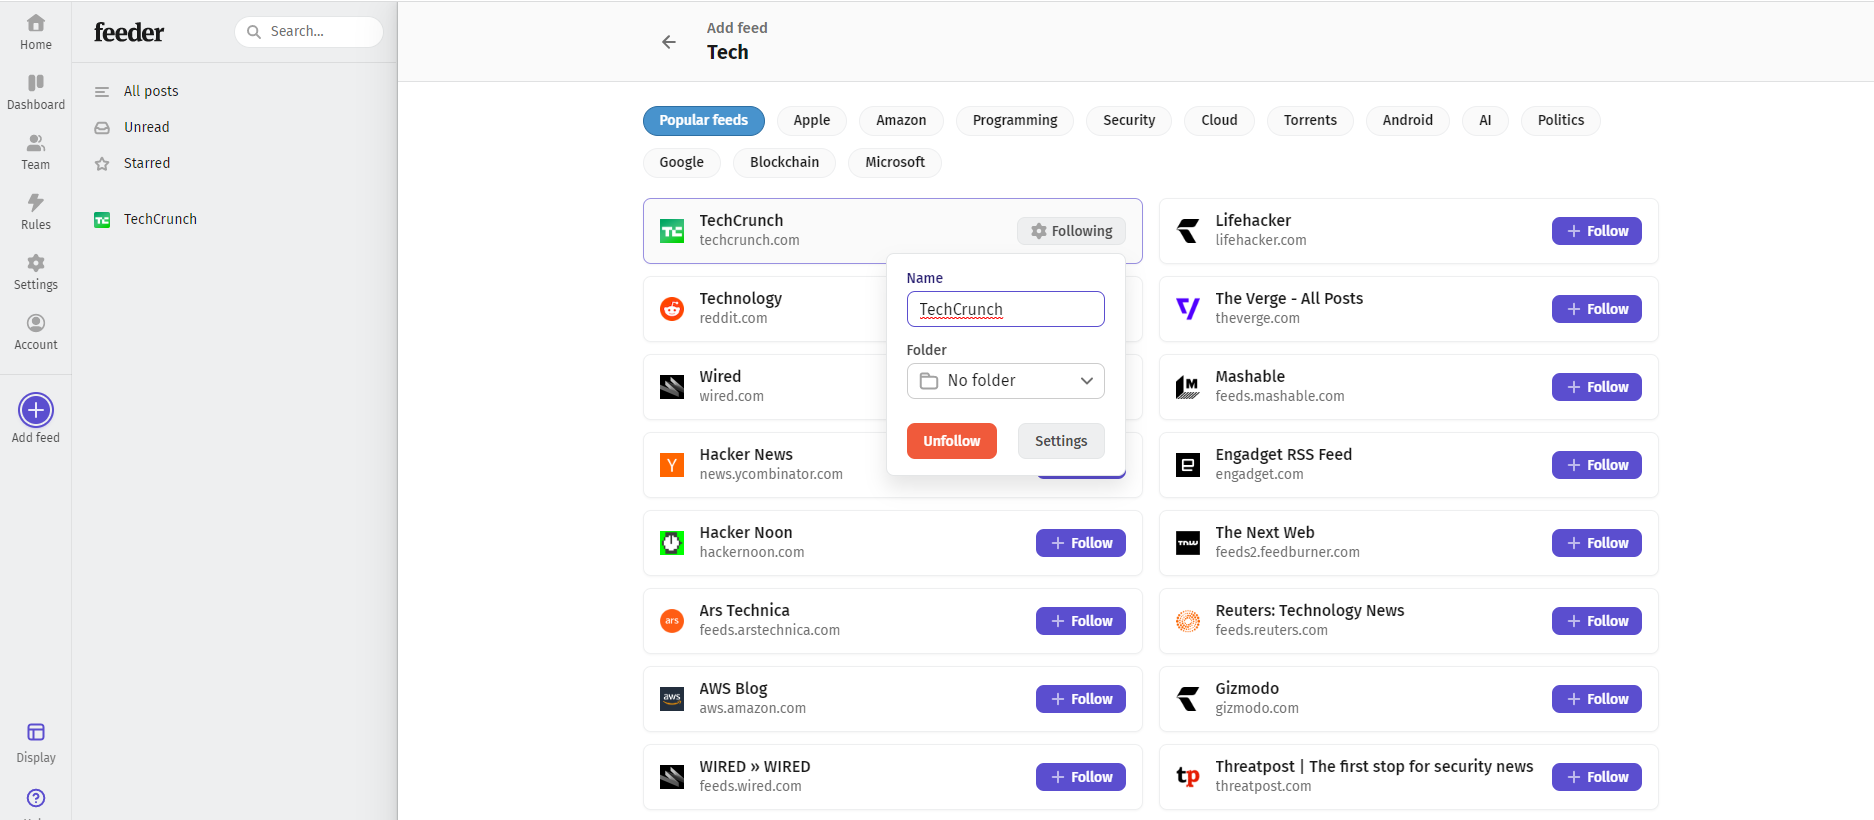 Home
Dashboard
Team
Rules
Settings
Account
Add feed
Display
feeder
Search...
All posts
Unread
Starred
TechCrunch
Add feed
Tech
Popular feeds
Apple
Amazon
Programming
Security
Cloud
Torrents
Android
AI
Politics
Google
Blockchain
Microsoft
TechCrunch
techcrunch.com
Following
Lifehacker
lifehacker.com
Follow
Name
TechCrunch
Folder
No folder
Unfollow
Settings
Technology
reddit.com
The Verge - All Posts
theverge.com
Follow
Wired
wired.com
Mashable
feeds.mashable.com
Follow
Hacker News
news.ycombinator.com
Engadget RSS Feed
engadget.com
Follow
Hacker Noon
hackernoon.com
Follow
The Next Web
feeds2.feedburner.com
Follow
ars
Ars Technica
feeds.arstechnica.com
Follow
Reuters: Technology News
feeds.reuters.com
Follow
aws
AWS Blog
aws.amazon.com
Follow
Gizmodo
gizmodo.com
Follow
WIRED » WIRED
feeds.wired.com
Follow
tp
Threatpost | The first stop for security news
threatpost.com
Follow